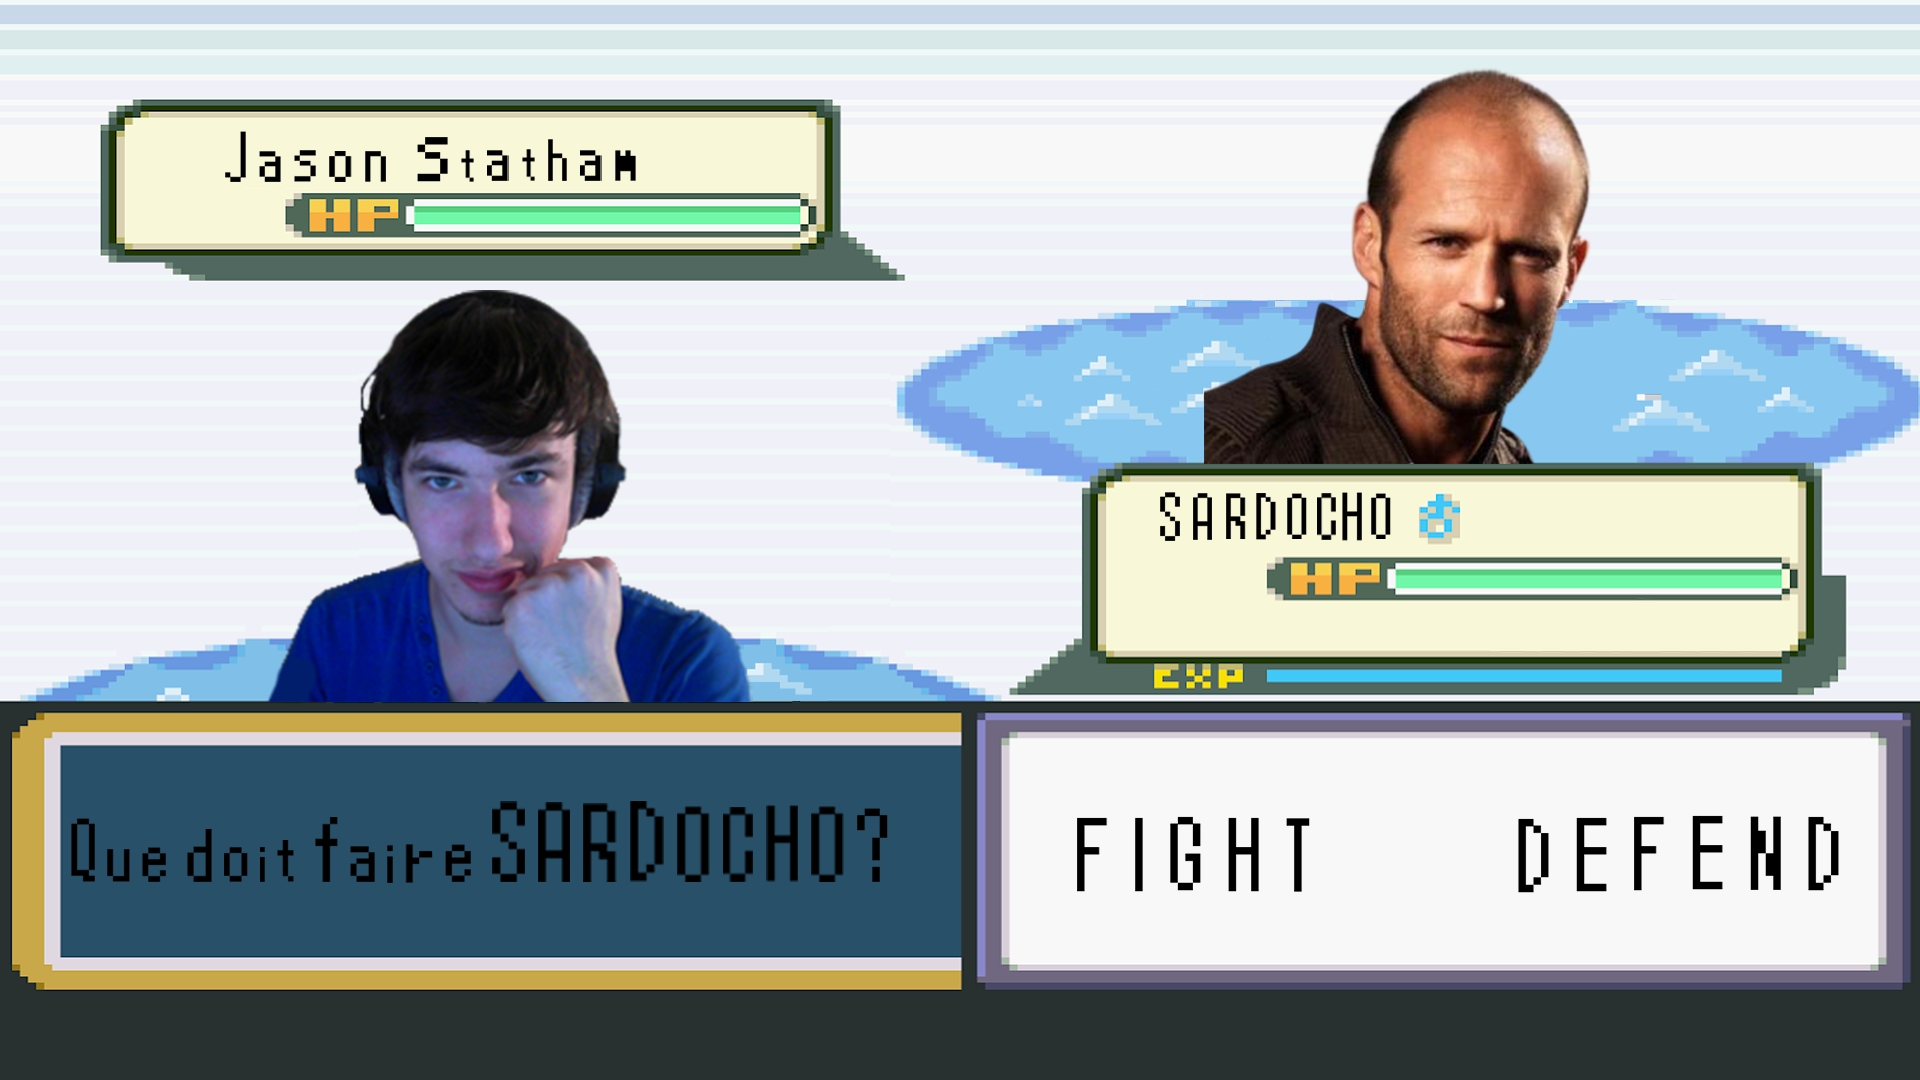 Jason Statham
HP
SARDOCHO ♂
HP
EXP
Que doit faire SARDOCHO?
FIGHT DEFEND